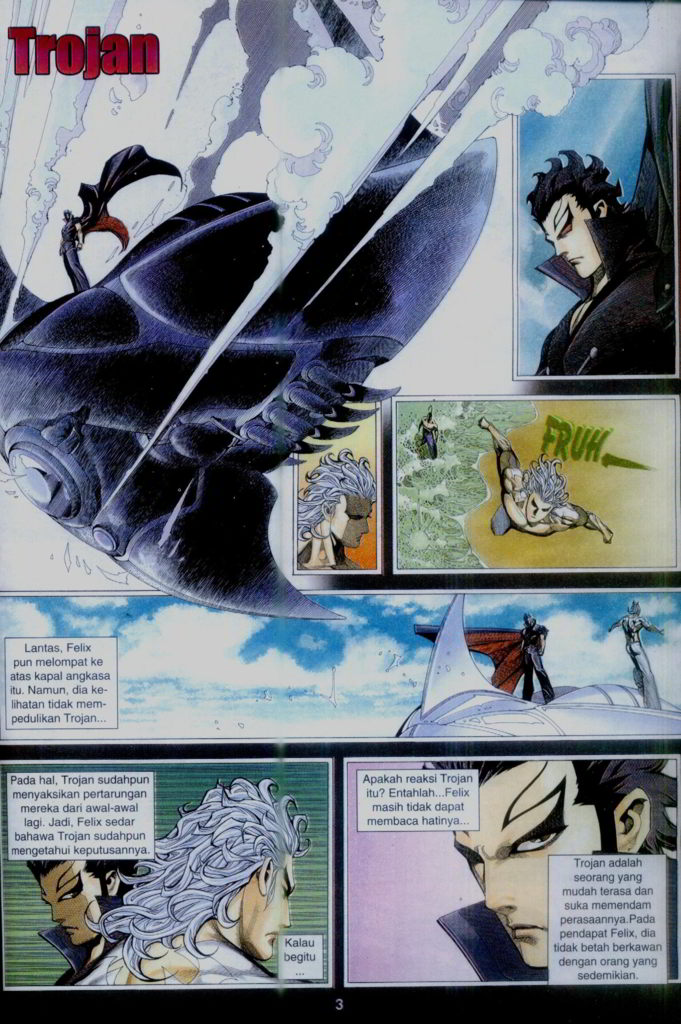 Trojan
FRUH
Lantas, Felix
pun melompat ke
atas kapal angkasa
itu. Namun, dia ke-
lihatan tidak mem-
pedulikan Trojan...
Pada hal, Trojan sudahpun
menyaksikan pertarungan
mereka dari awal-awal
lagi. Jadi, Felix sedar
bahawa Trojan sudahpun
mengetahui keputusannya.
Kalau
begitu
...
Apakah reaksi Trojan
itu? Entahlah...Felix
masih tidak dapat
membaca hatinya...
Trojan adalah
seorang yang
mudah terasa dan
suka memendam
perasaannya.Pada
pendapat Felix, dia
tidak betah berkawan
dengan orang yang
sedemikian.
3